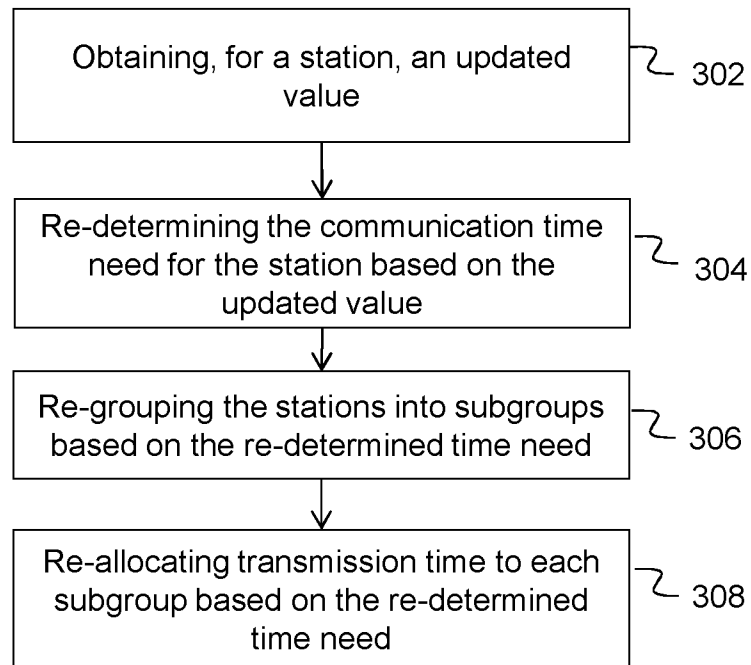 Obtaining, for a station, an updated
value
302
Re-determining the communication time
need for the station based on the
updated value
304
Re-grouping the stations into subgroups
based on the re-determined time need
306
Re-allocating transmission time to each
subgroup based on the re-determined
time need
308